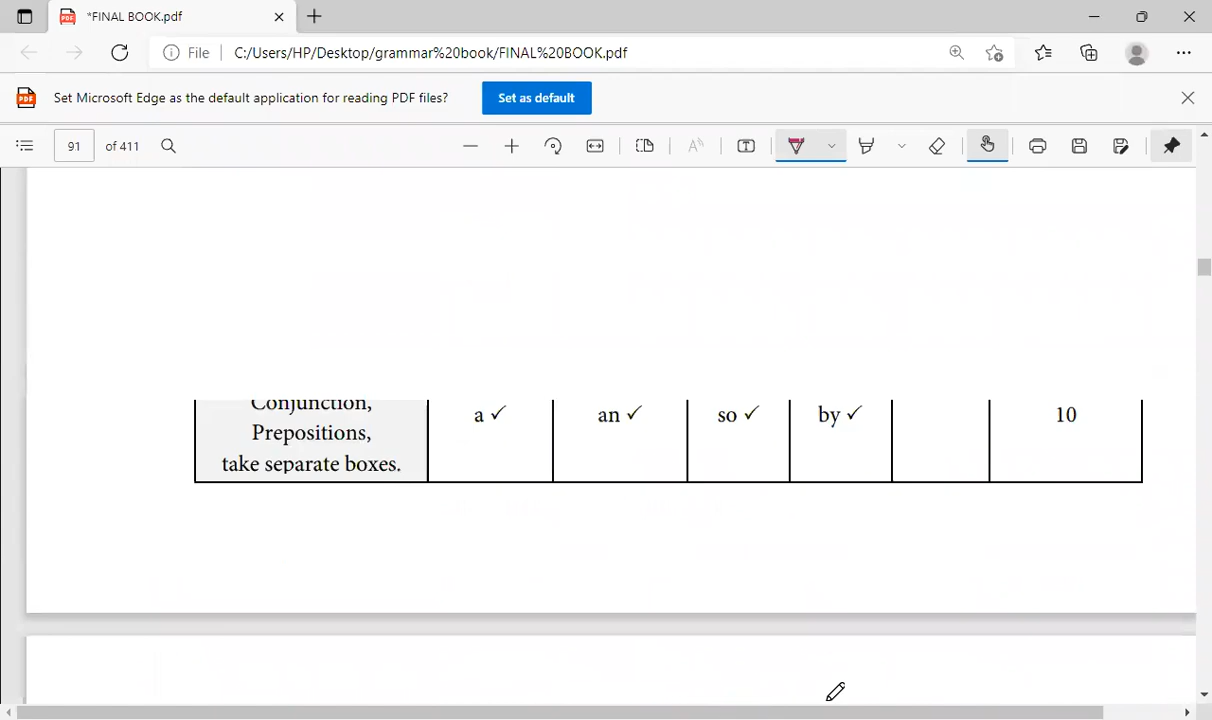 *FINAL BOOK.pdf
File C:/Users/HP/Desktop/grammar%20book/FINAL%20BOOK.pdf
Set Microsoft Edge as the default application for reading PDF files? Set as default
91 of 411
Conjunction,
a ✓ an ✓ so ✓ by ✓ 10
Prepositions,
take separate boxes.